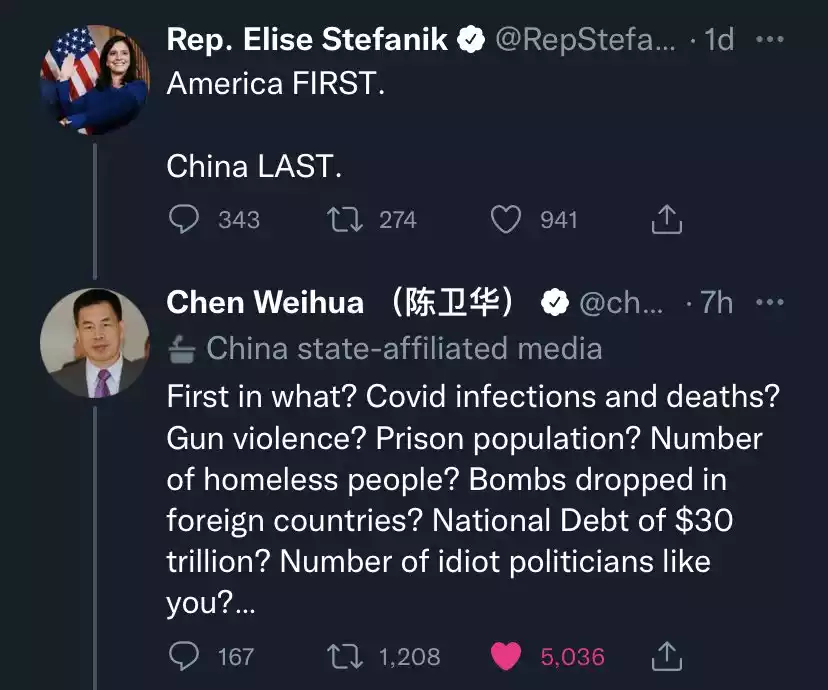 Rep. Elise Stefanik @RepStefa... · 1d ...
America FIRST.
China LAST.
343 274 941
Chen Weihua （陈卫华） @ch... · 7h ...
China state-affiliated media
First in what? Covid infections and deaths?
Gun violence? Prison population? Number
of homeless people? Bombs dropped in
foreign countries? National Debt of $30
trillion? Number of idiot politicians like
you?...
167 1,208 5,036